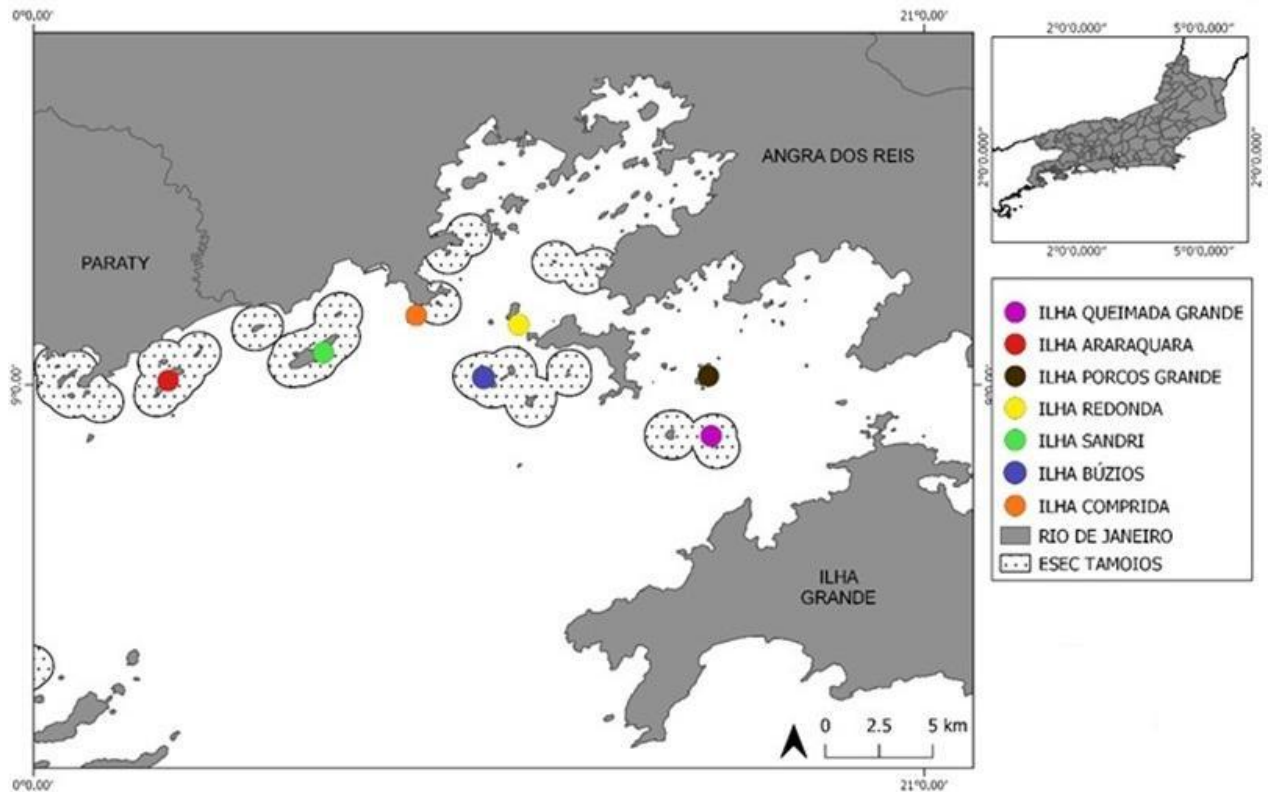 0°0.00'
21°0.00'
2°0'0.000"
5°0'0.000"
ANGRA DOS REIS
2°0'0.000"
2°0'0.000"
PARATY
2°0'0.000"
5°0'0.000"
ILHA QUEIMADA GRANDE
ILHA ARARAQUARA
ILHA PORCOS GRANDE
ILHA REDONDA
ILHA SANDRI
ILHA BÚZIOS
ILHA COMPRIDA
RIO DE JANEIRO
ESEC TAMOIOS
9°0.00'
9°0.00'
ILHA
GRANDE
0
2.5
5 km
0°0.00'
21°0.00'